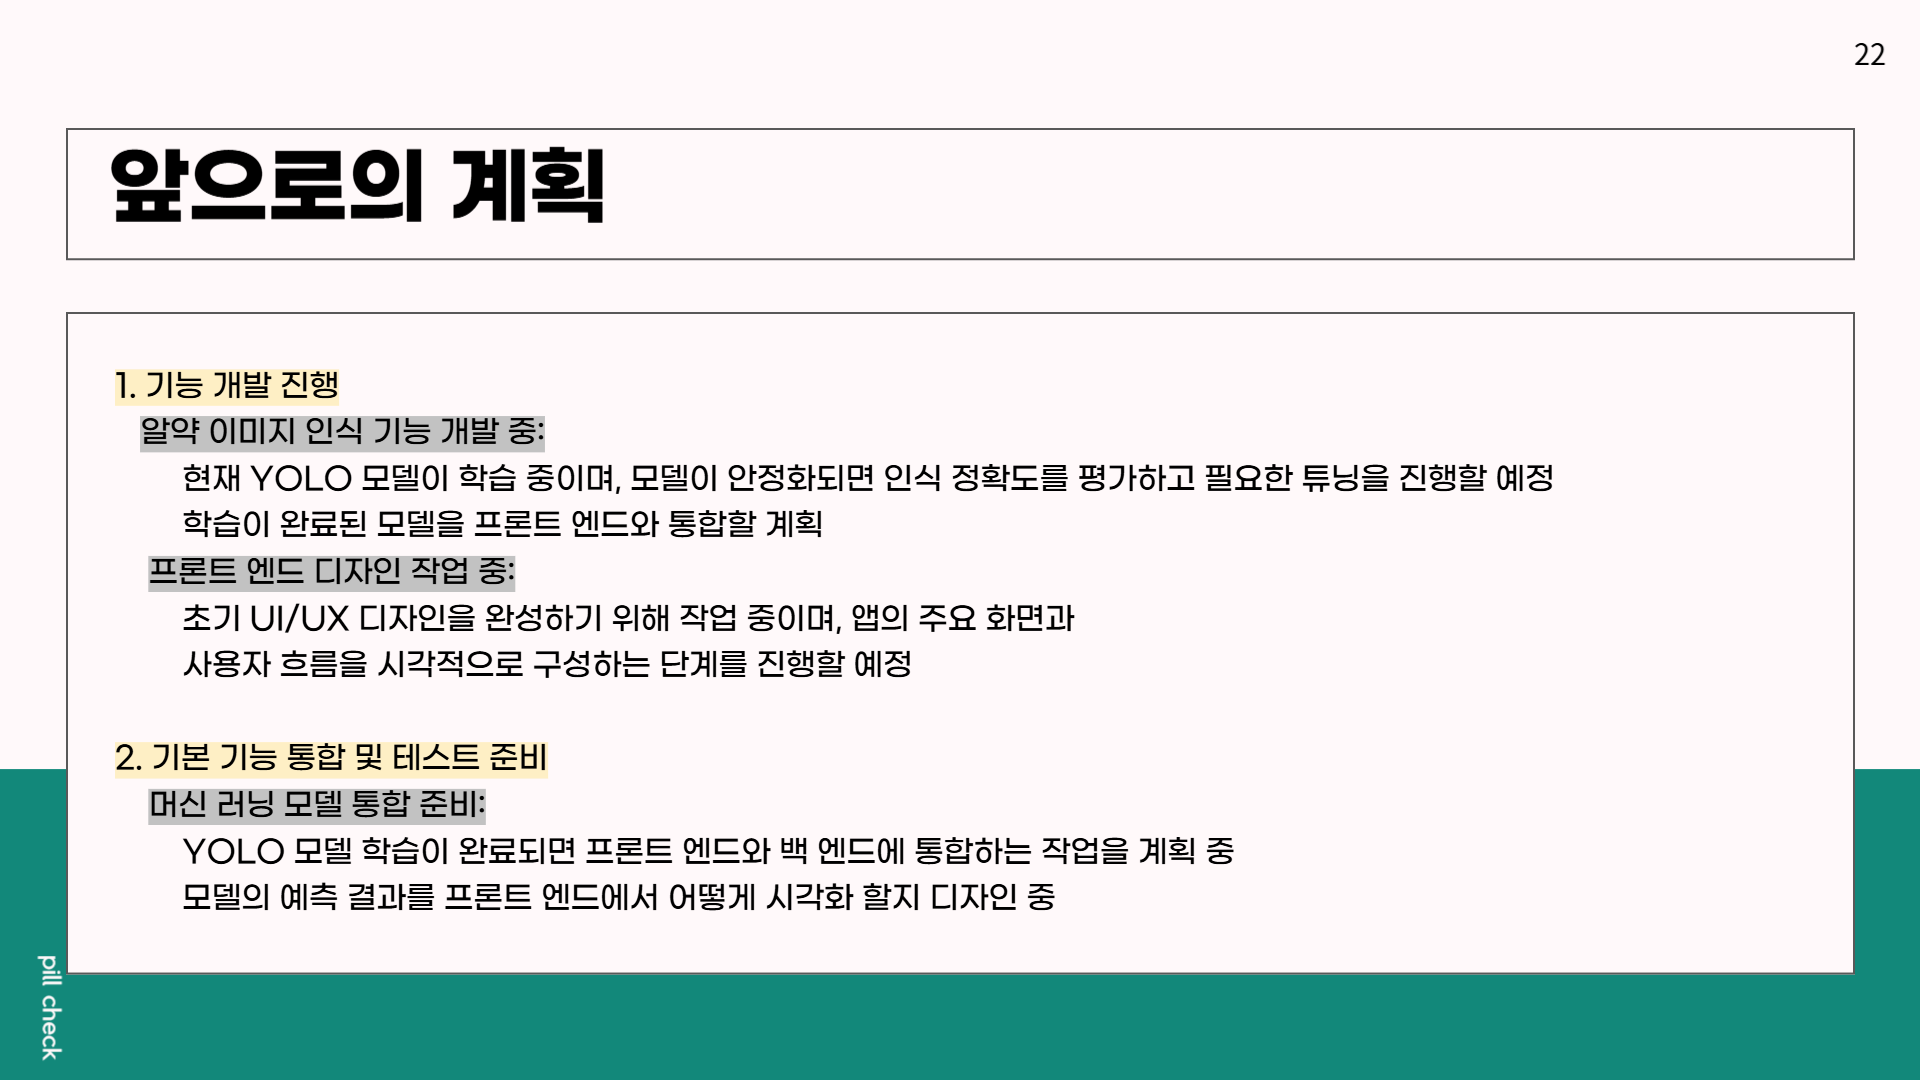 22
앞으로의 계획
1. 기능 개발 진행
알약 이미지 인식 기능 개발 중:
현재 YOLO 모델이 학습 중이며, 모델이 안정화되면 인식 정확도를 평가하고 필요한 튜닝을 진행할 예정
학습이 완료된 모델을 프론트 엔드와 통합할 계획
프론트 엔드 디자인 작업 중:
초기 UI/UX 디자인을 완성하기 위해 작업 중이며, 앱의 주요 화면과
사용자 흐름을 시각적으로 구성하는 단계를 진행할 예정
2. 기본 기능 통합 및 테스트 준비
머신 러닝 모델 통합 준비:
YOLO 모델 학습이 완료되면 프론트 엔드와 백 엔드에 통합하는 작업을 계획 중
모델의 예측 결과를 프론트 엔드에서 어떻게 시각화 할지 디자인 중
pill check